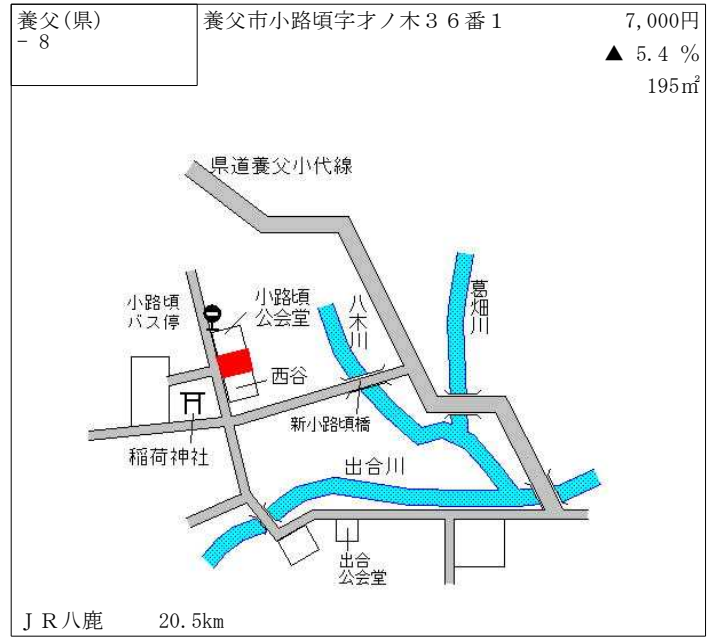 養父(県)
－8
養父市小路頃字才ノ木３６番１
7,000円
▲ 5.4 %
195㎡
県道養父小代線
小路頃
バス停
小路頃
公会堂
八木川
葛畑川
西谷
新小路頃橋
稲荷神社
出合川
出合
公会堂
ＪＲ八鹿 20.5km